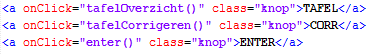 <a onClick="tafelOverzicht()" class="knop">TAFEL</a>
<a onClick="tafelCorrigeren()" class="knop">CORR</a>
<a onClick="enter()" class="knop">ENTER</a>